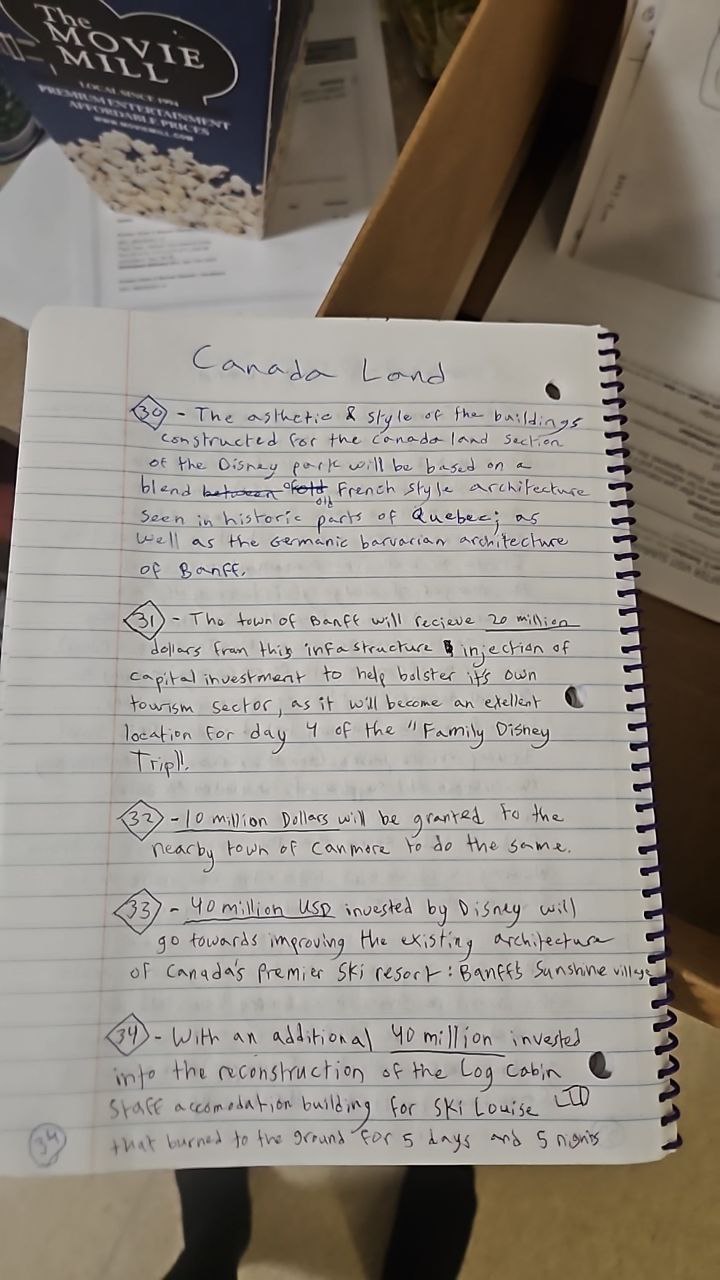 The
MOVIE
MILL
LOCAL SINCE 1994
PREMIUM ENTERTAINMENT
AFFORDABLE PRICES
WWW.MOVIEMILL.COM
Canada Land
30 - The asthetic & style of the buildings
constructed for the Canada land section
of the Disney park will be based on a
blend between of old French style architecture
old
seen in historic parts of Quebec; as
well as the Germanic barvarian architecture
of Banff.
31 - The town of Banff will recieve 20 million
dollars from this infastructure injection of
capital investment to help bolster it's own
tourism sector, as it will become an exellent
location for day 4 of the "Family Disney
Trip".
32 - 10 million Dollars will be granted to the
nearby town of Canmore to do the same.
33 - 40 million USD invested by Disney will
go towards improving the existing architecture
of Canada's Premier Ski resort: Banff's Sunshine village
34 - With an additional 40 million invested
into the reconstruction of the Log Cabin
Staff accomodation building for Ski Louise LTD
that burned to the ground for 5 days and 5 nights
34